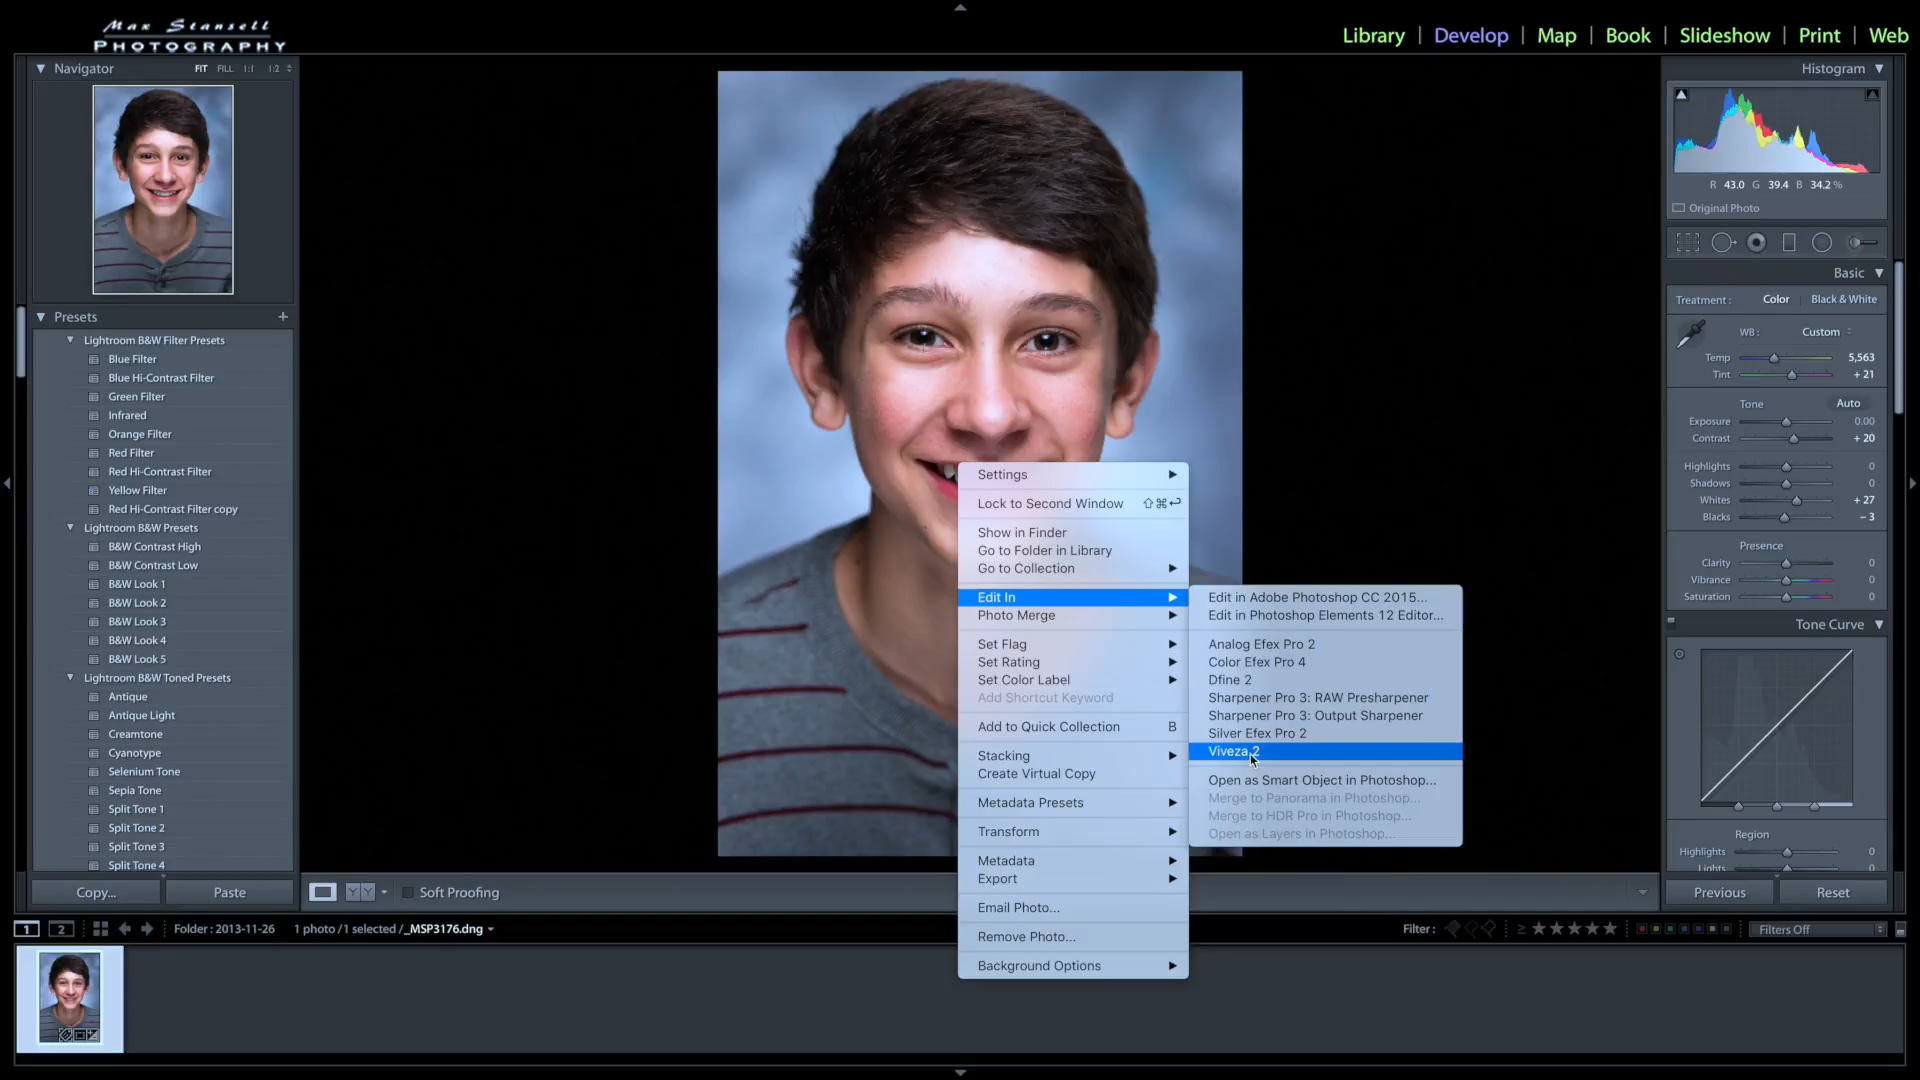 Max Stansell
PHOTOGRAPHY
Library | Develop | Map | Book | Slideshow | Print | Web
Navigator FIT FILL 1:1 1:2
Histogram
R 43.0 G 39.4 B 34.2 %
Original Photo
Basic
Treatment : Color | Black & White
WB : Custom
Temp 5,563
Tint + 21
Tone Auto
Exposure 0.00
Contrast + 20
Highlights 0
Shadows 0
Whites + 27
Blacks – 3
Presence
Clarity 0
Vibrance 0
Saturation 0
Tone Curve
Region
Highlights 0
Lights 0
Previous Reset
Presets +
Lightroom B&W Filter Presets
Blue Filter
Blue Hi-Contrast Filter
Green Filter
Infrared
Orange Filter
Red Filter
Red Hi-Contrast Filter
Yellow Filter
Red Hi-Contrast Filter copy
Lightroom B&W Presets
B&W Contrast High
B&W Contrast Low
B&W Look 1
B&W Look 2
B&W Look 3
B&W Look 4
B&W Look 5
Lightroom B&W Toned Presets
Antique
Antique Light
Creamtone
Cyanotype
Selenium Tone
Sepia Tone
Split Tone 1
Split Tone 2
Split Tone 3
Split Tone 4
Copy... Paste
Settings
Lock to Second Window ⇧⌘↩
Show in Finder
Go to Folder in Library
Go to Collection
Edit In
Photo Merge
Set Flag
Set Rating
Set Color Label
Add Shortcut Keyword
Add to Quick Collection B
Stacking
Create Virtual Copy
Metadata Presets
Transform
Metadata
Export
Email Photo...
Remove Photo...
Background Options
Edit in Adobe Photoshop CC 2015...
Edit in Photoshop Elements 12 Editor...
Analog Efex Pro 2
Color Efex Pro 4
Dfine 2
Sharpener Pro 3: RAW Presharpener
Sharpener Pro 3: Output Sharpener
Silver Efex Pro 2
Viveza 2
Open as Smart Object in Photoshop...
Merge to Panorama in Photoshop...
Merge to HDR Pro in Photoshop...
Open as Layers in Photoshop...
Y Y Soft Proofing
1 2 Folder : 2013-11-26 1 photo / 1 selected / _MSP3176.dng
Filter : ≥ ★★★★★ Filters Off